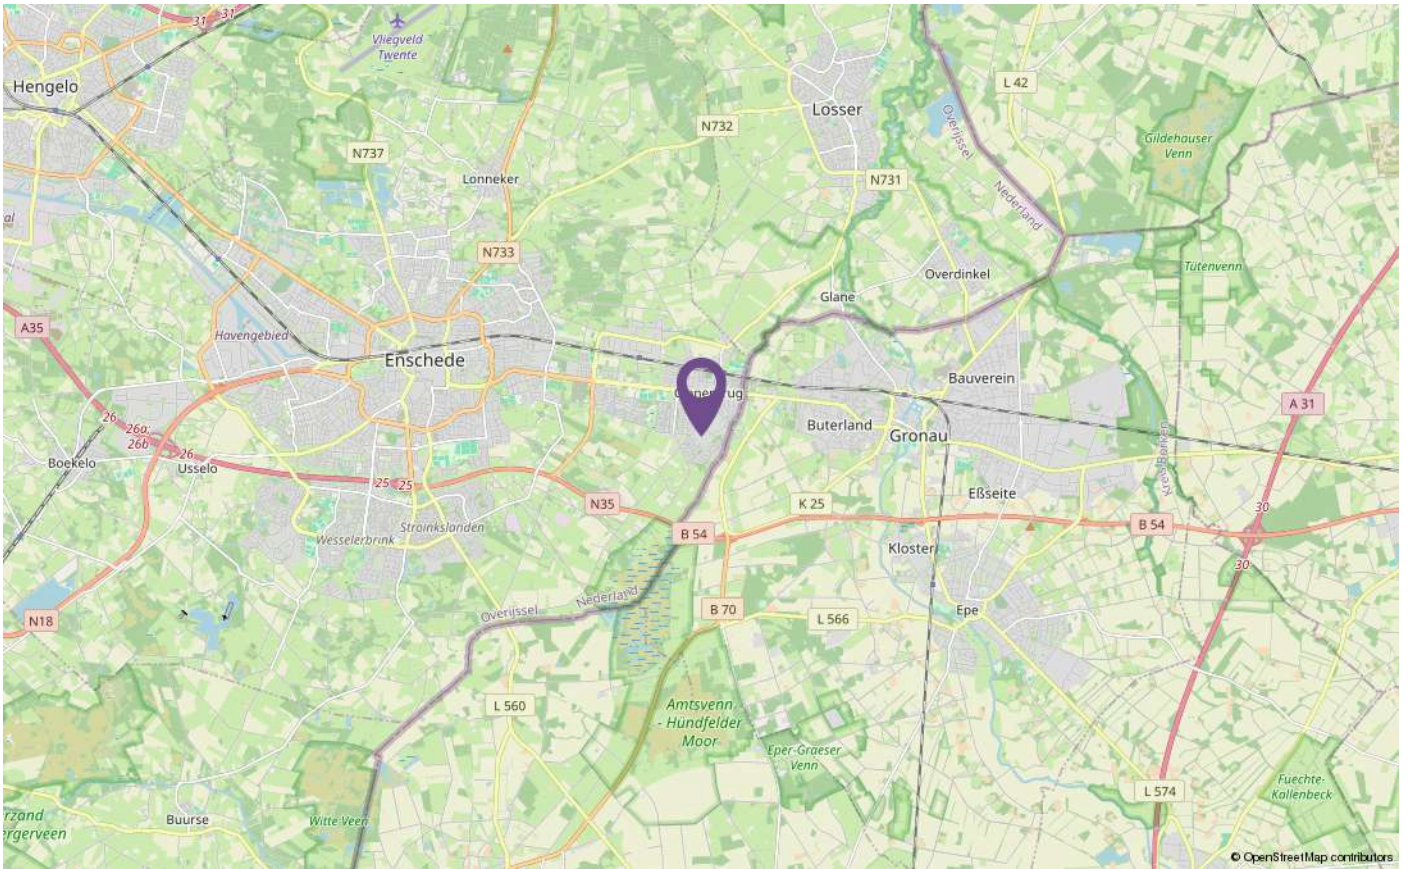 31
31
Vliegveld
Twente
Hengelo
L 42
Losser
Overijssel
Nederland
N732
Gildehauser
Venn
N737
Lonneker
N731
N733
Overdinkel
Tütenvenn
Glane
A35
Havengebied
Enschede
Bauverein
A 31
26
26a;
26b
26
Buterland
Gronau
Boekelo
Usselo
25
25
Kreis Borken
Eßseite
N35
K 25
30
B 54
B 54
Stroinkslanden
Wesselerbrink
Kloster
30
Nederland
Overijssel
B 70
Epe
L 566
N18
L 560
Amtsvenn
- Hündfelder
Moor
Eper-Graeser
Venn
Fuechte-
Kallenbeck
L 574
Buurse
Witte Veen
© OpenStreetMap contributors